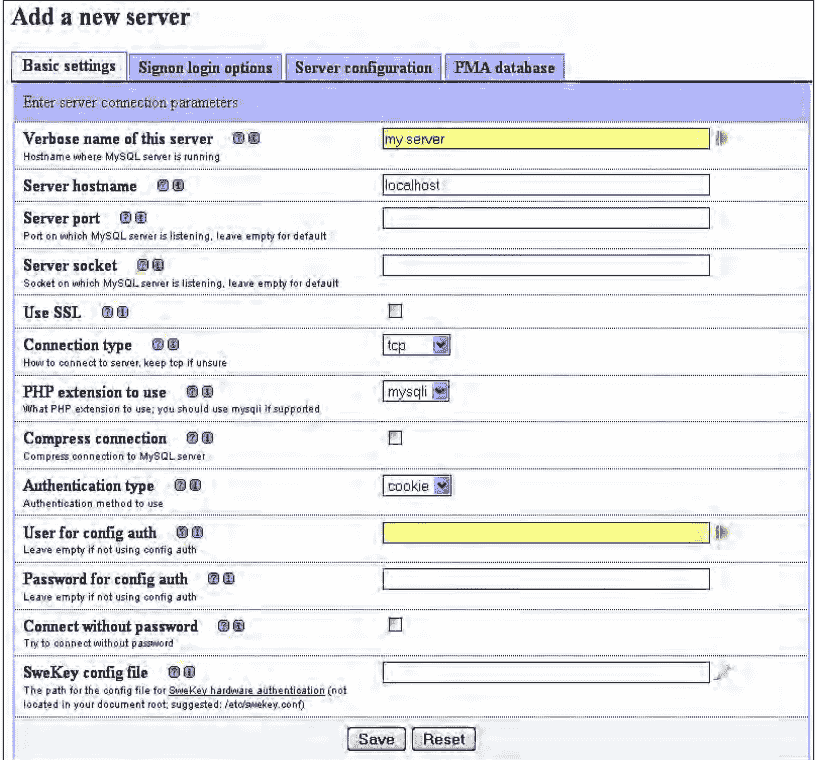 Add a new server
Basic settings Signon login options Server configuration PMA database
Enter server connection parameters
Verbose name of this server my server
Hostname where MySQL server is running
Server hostname localhost
Server port
Port on which MySQL server is listening, leave empty for default
Server socket
Socket on which MySQL server is listening, leave empty for default
Use SSL
Connection type tcp
How to connect to server, keep tcp if unsure
PHP extension to use mysqli
What PHP extension to use; you should use mysqli if supported
Compress connection
Compress connection to MySQL server
Authentication type cookie
Authentication method to use
User for config auth
Leave empty if not using config auth
Password for config auth
Leave empty if not using config auth
Connect without password
Try to connect without password
SweKey config file
The path for the config file for SweKey hardware authentication (not
located in your document root; suggested: /etc/swekey.conf)
Save Reset